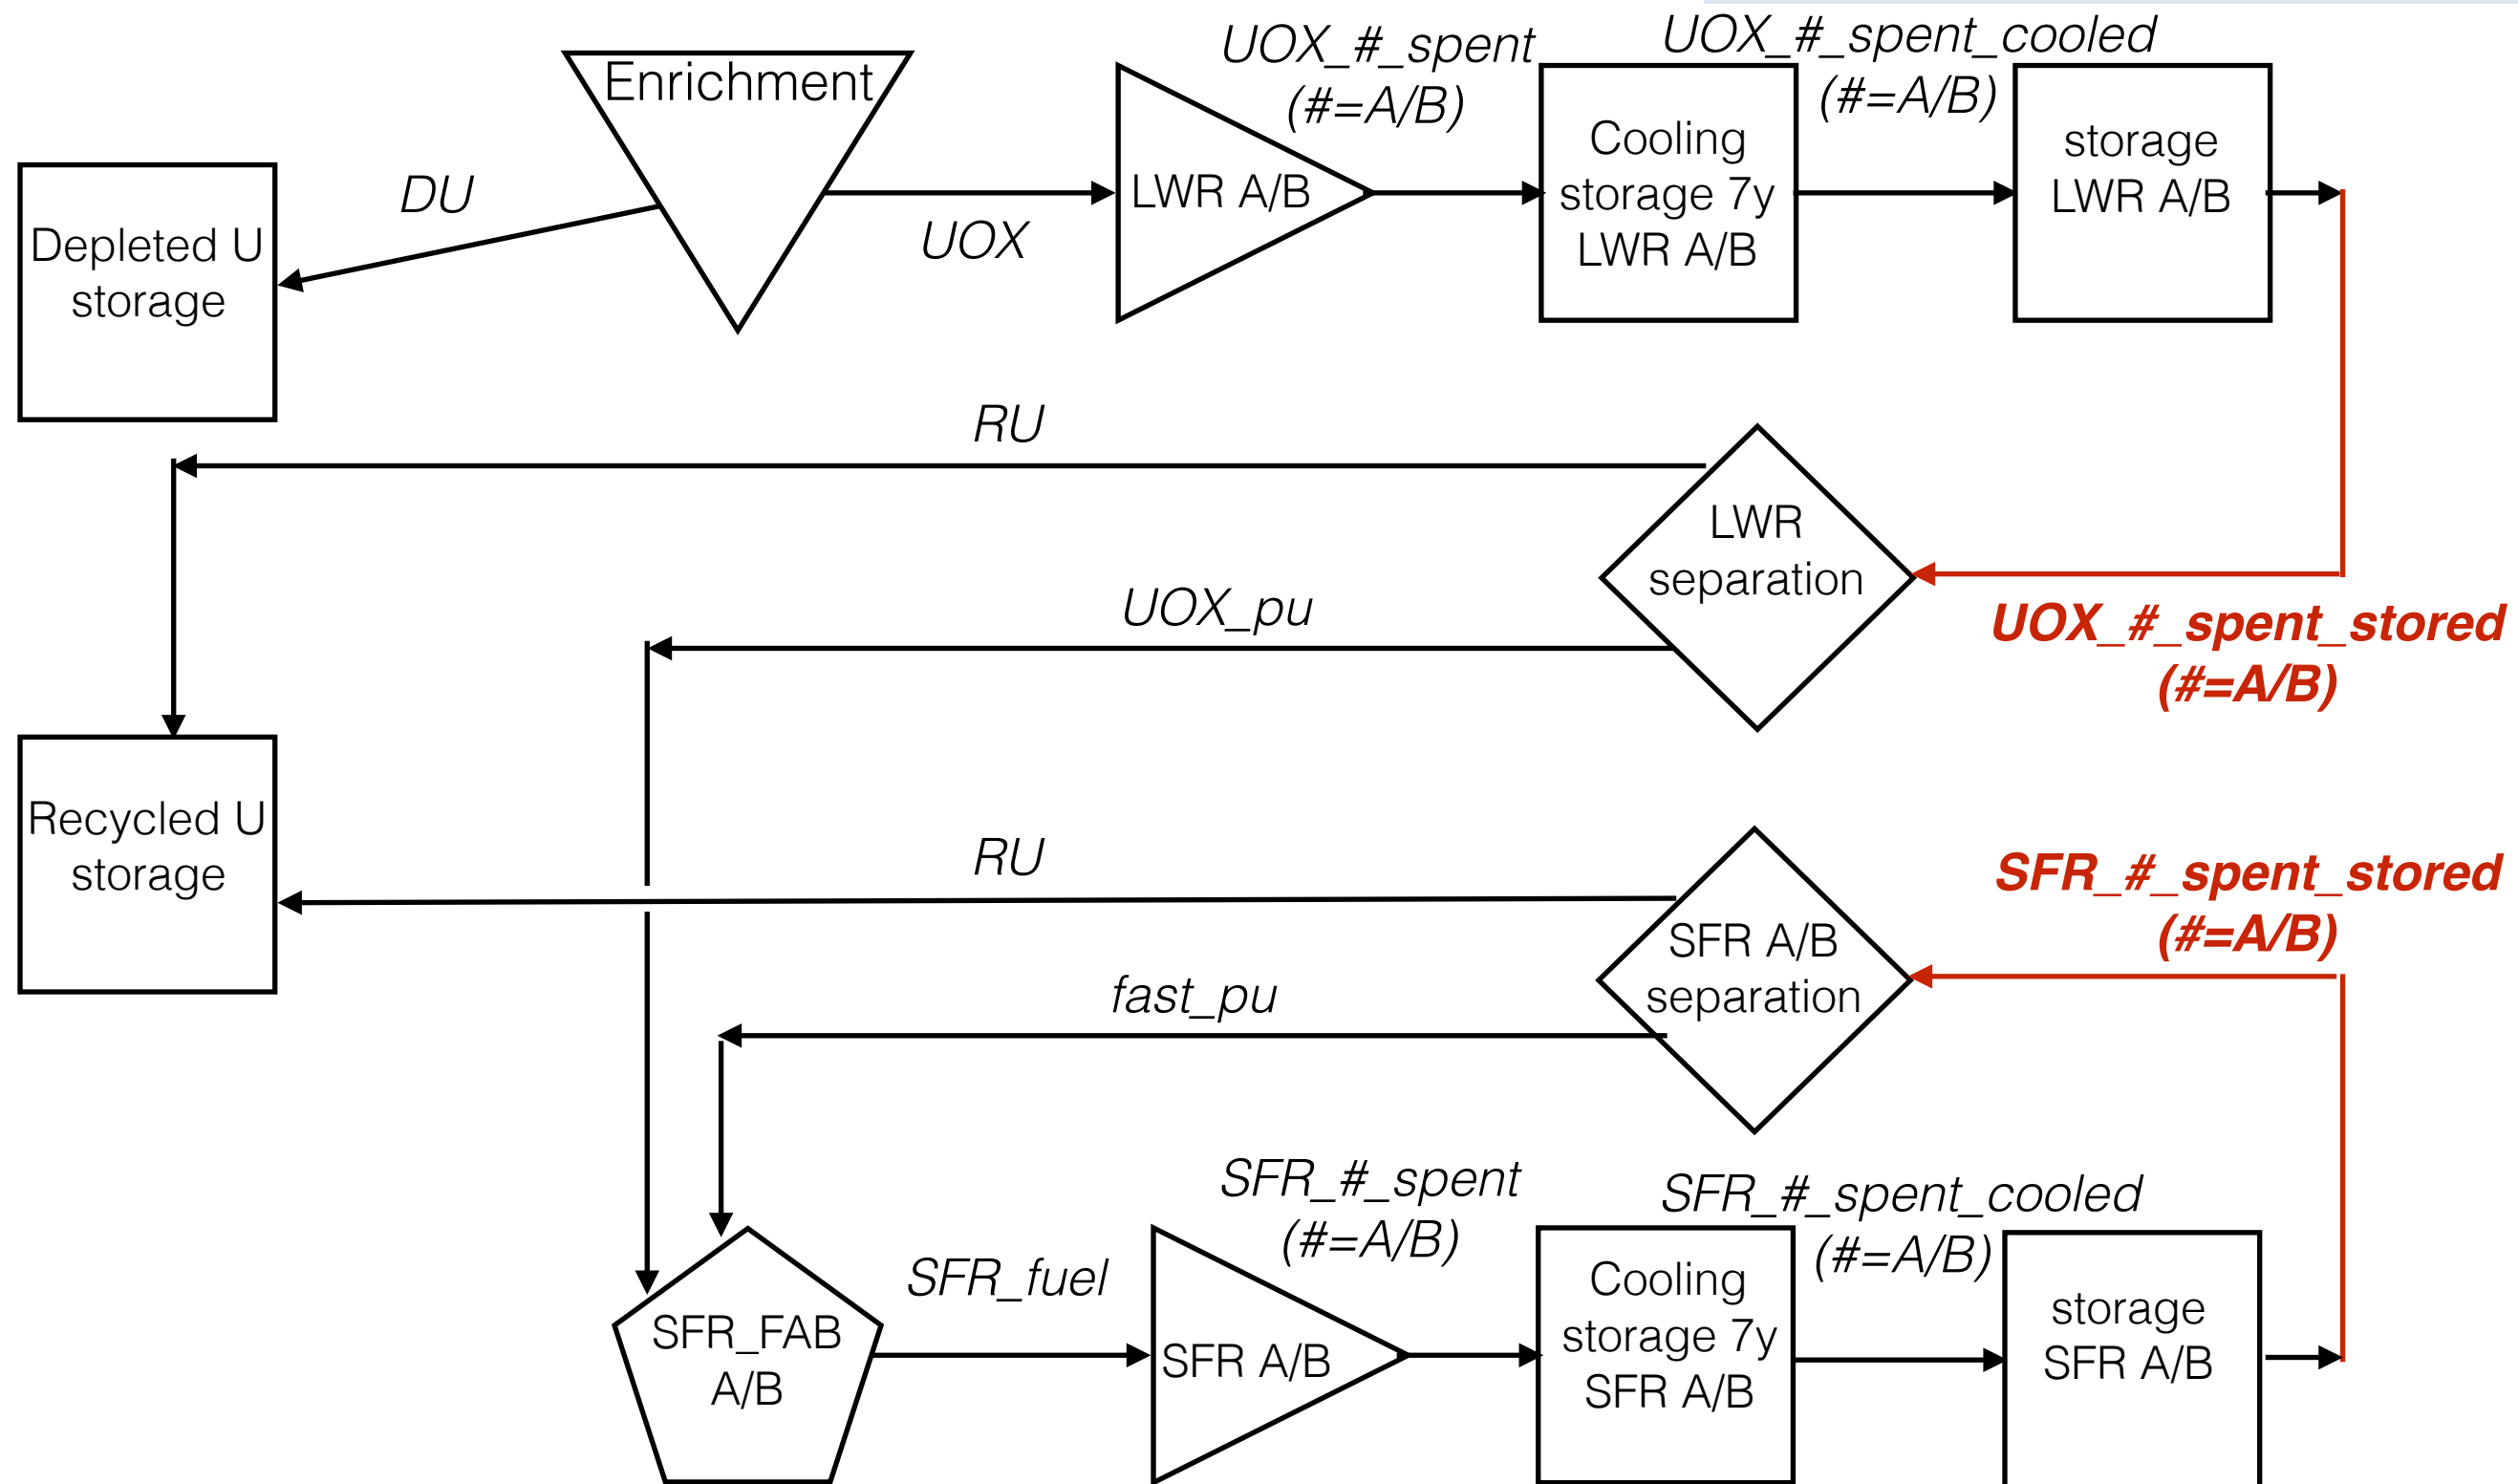 UOX_#_spent
(#=A/B)
UOX_#_spent_cooled
(#=A/B)
Enrichment
DU
UOX
Depleted U
storage
LWR A/B
Cooling
storage 7y
LWR A/B
storage
LWR A/B
RU
LWR
separation
UOX_pu
UOX_#_spent_stored
(#=A/B)
Recycled U
storage
RU
SFR A/B
separation
SFR_#_spent_stored
(#=A/B)
fast_pu
SFR_#_spent
(#=A/B)
SFR_#_spent_cooled
(#=A/B)
SFR_fuel
SFR_FAB
A/B
SFR A/B
Cooling
storage 7y
SFR A/B
storage
SFR A/B